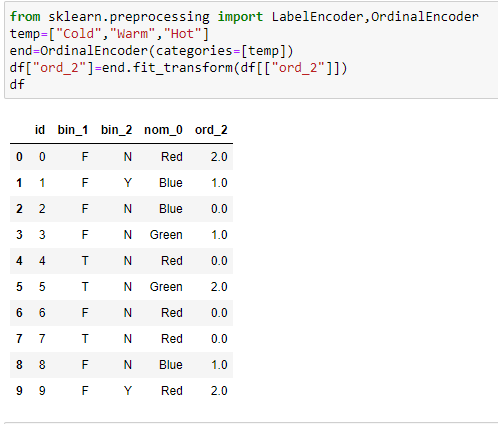 from sklearn.preprocessing import LabelEncoder,OrdinalEncoder
temp=["Cold","Warm","Hot"]
end=OrdinalEncoder(categories=[temp])
df["ord_2"]=end.fit_transform(df[["ord_2"]])
df
id bin_1 bin_2 nom_0 ord_2
0 0 F N Red 2.0
1 1 F Y Blue 1.0
2 2 F N Blue 0.0
3 3 F N Green 1.0
4 4 T N Red 0.0
5 5 T N Green 2.0
6 6 F N Red 0.0
7 7 T N Red 0.0
8 8 F N Blue 1.0
9 9 F Y Red 2.0